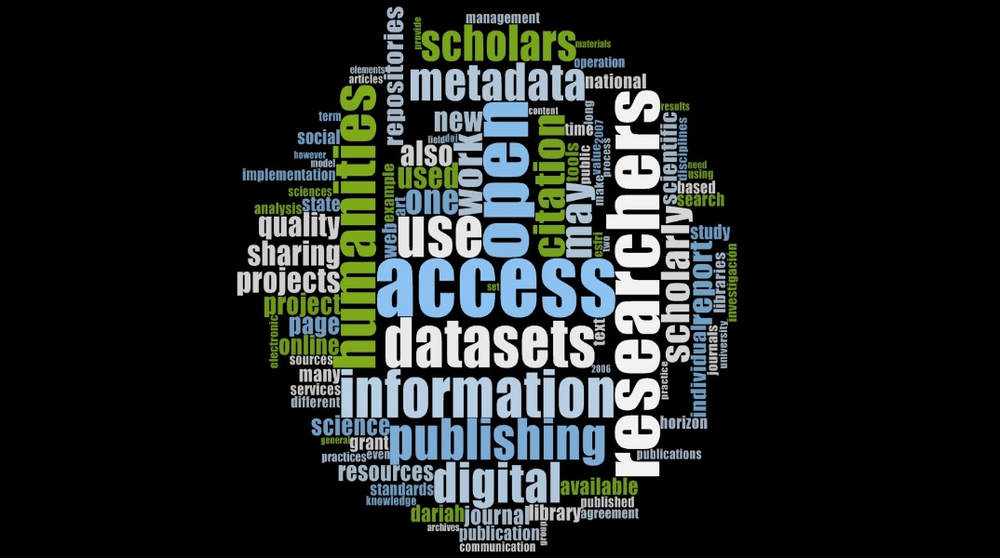 management
provide
scholars
materials
repositories
operation
elements
articles
metadata
national
humanities
new
open
content
long
researchers
results
term
field
doi
work
citation
time
2007
scientific
disciplines
social
also
tools
public
value
process
however
model
used
need
using
implementation
example
make
based
sciences
art
one
may
search
analysis
state
web
use
scholarly
quality
esfri
two
study
sharing
access
report
libraries
investigación
projects
set
project
text
page
datasets
individual
journals
university
electronic
online
sources
many
2006
practice
services
different
information
science
horizon
general
grant
publishing
practices
even
publications
resources
digital
standards
available
knowledge
published
dariah
journal
library
agreement
archives
publication
group
communication